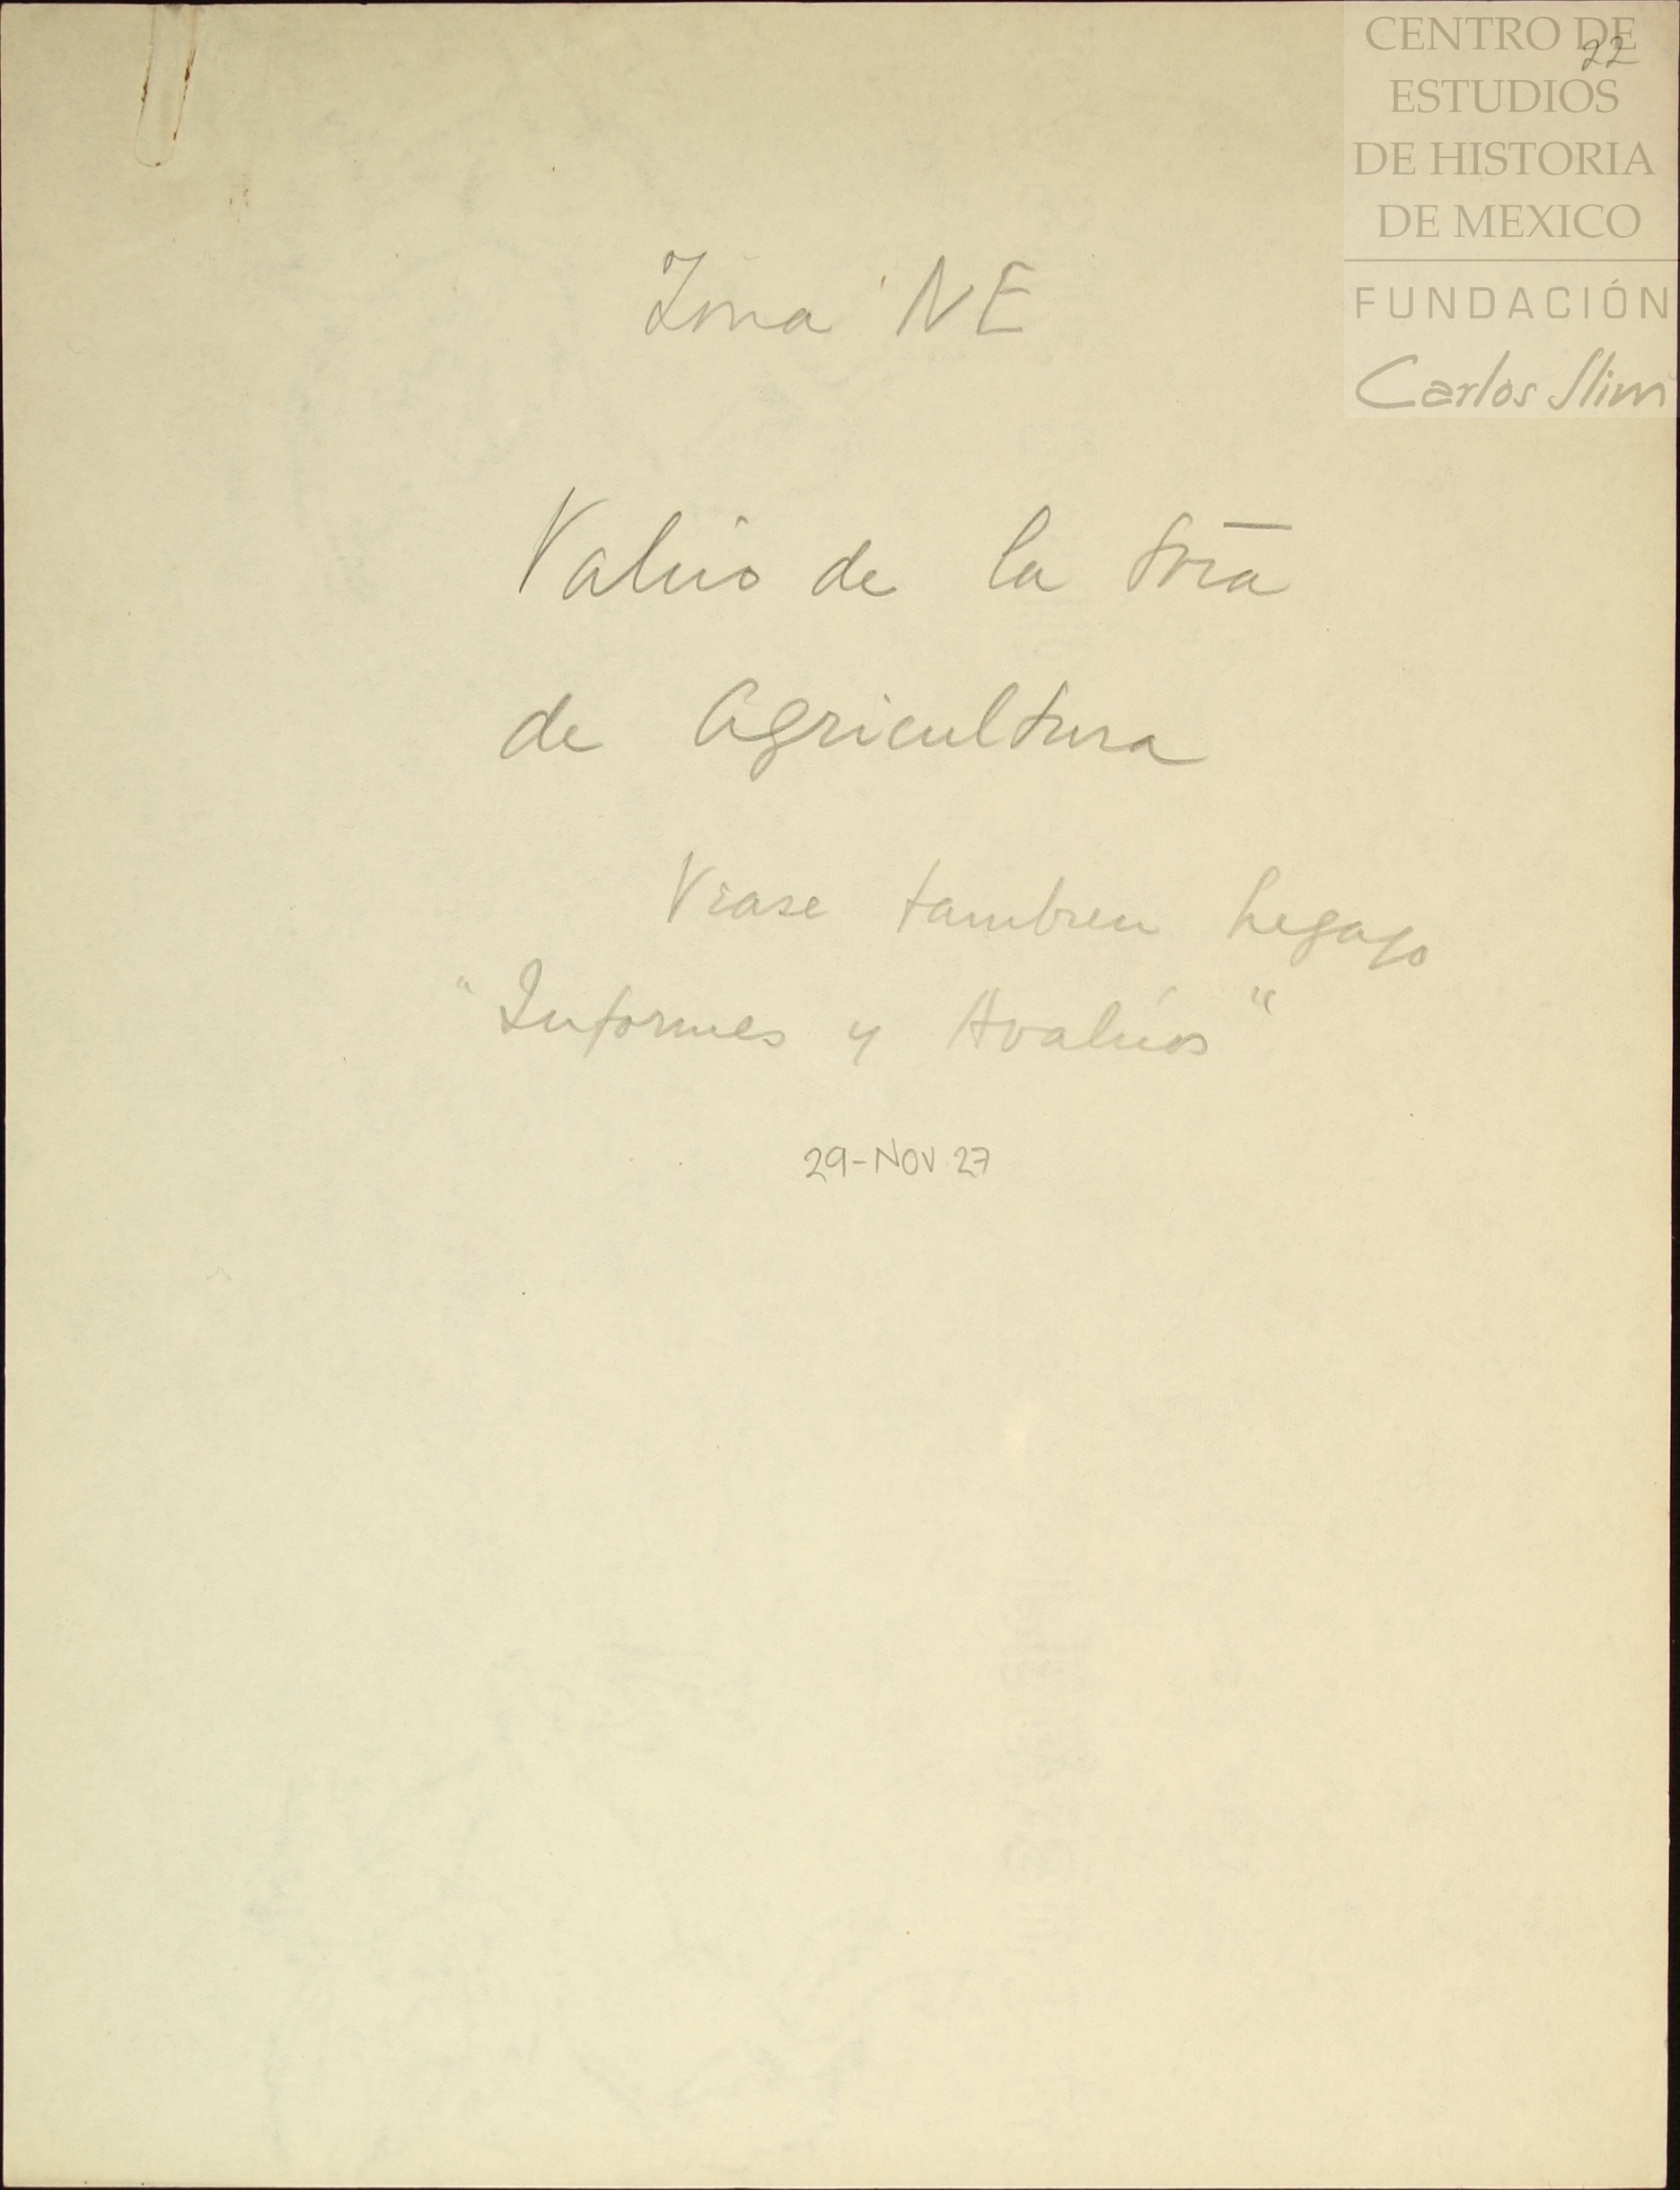 CENTRO DE
22
ESTUDIOS
DE HISTORIA
DE MEXICO
FUNDACIÓN
Carlos Slim
Zona NE
Valúo de la Sría
de Agricultura
Véase tambien Legajo
"Informes y Avalúos"
29-NOV 27